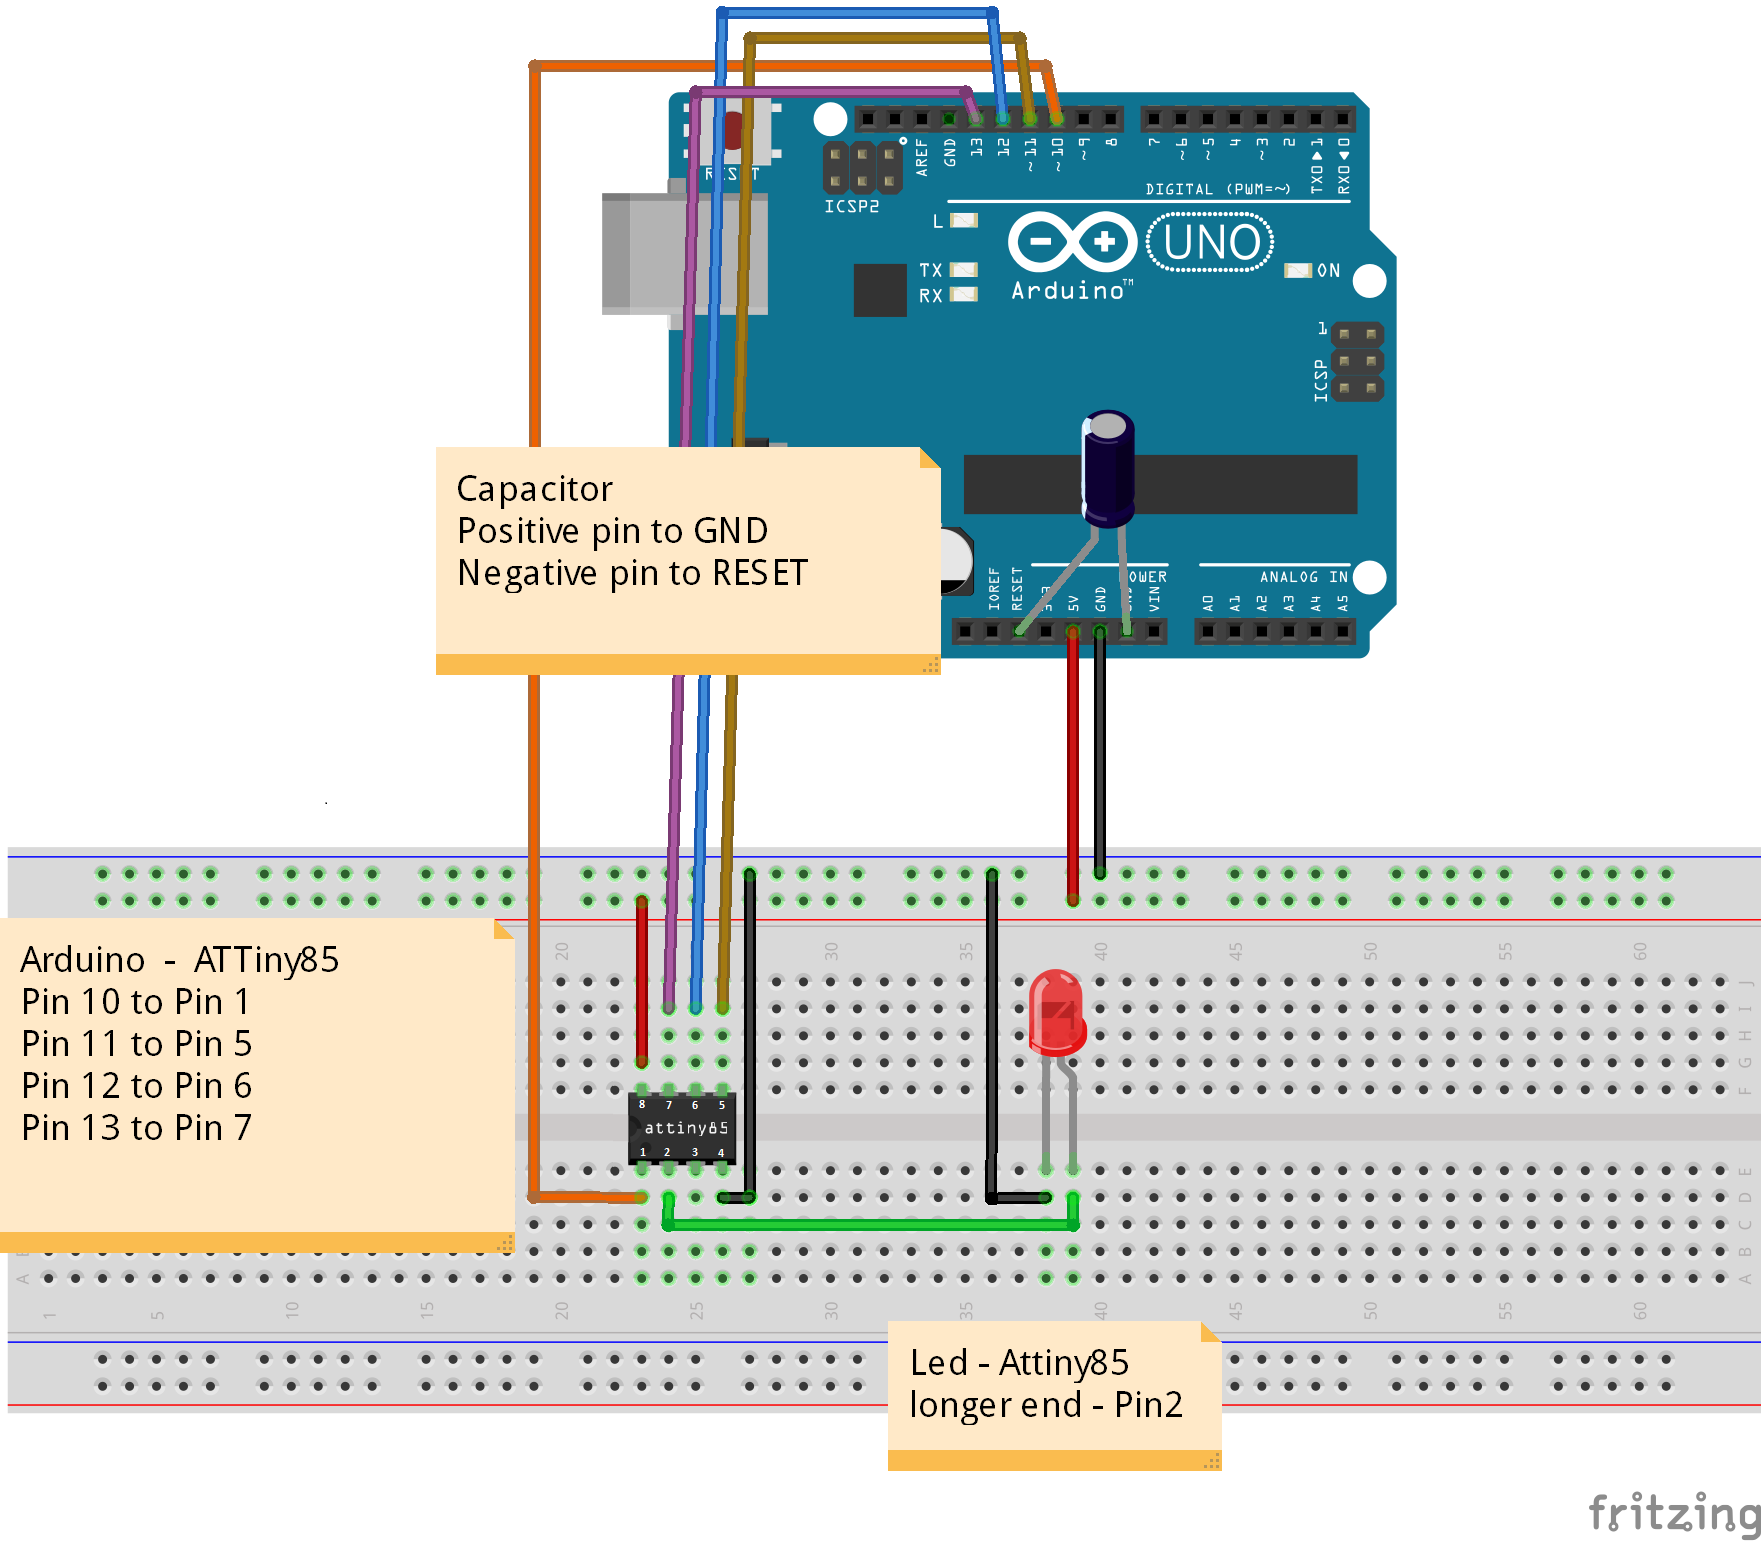 RESET
ICSP2
AREF
GND
13
12
~11
~10
~9
8
7
~6
~5
4
~3
2
TX0▶1
RX0◀0
DIGITAL (PWM=~)
L
TX
RX
Arduino™
UNO
ON
1
ICSP
Capacitor
Positive pin to GND
Negative pin to RESET
IOREF
RESET
5V
GND
VIN
ANALOG IN
A0
A1
A2
A3
A4
A5
20 30 35 40 45 50 55 60
J
I
H
G
F
Arduino - ATTiny85
Pin 10 to Pin 1
Pin 11 to Pin 5
Pin 12 to Pin 6
Pin 13 to Pin 7
8 7 6 5
attiny85
1 2 3 4
E
D
C
B
A A
1 5 10 15 20 25 30 35 40 45 50 55 60
Led - Attiny85
longer end - Pin2
fritzing